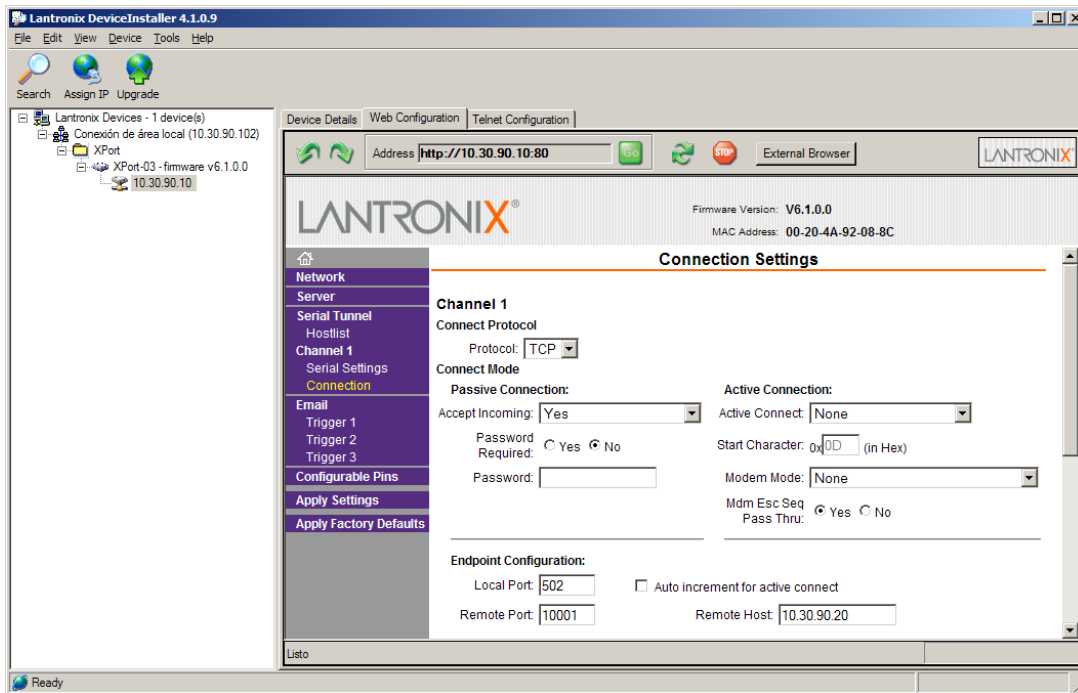 Lantronix DeviceInstaller 4.1.0.9
File Edit View Device Tools Help
Search Assign IP Upgrade
Lantronix Devices - 1 device(s)
Conexión de área local (10.30.90.102)
XPort
XPort-03 - firmware v6.1.0.0
10.30.90.10
Device Details Web Configuration Telnet Configuration
Address http://10.30.90.10:80 Go STOP External Browser LANTRONIX
LANTRONIX®
Firmware Version: V6.1.0.0
MAC Address: 00-20-4A-92-08-8C
Network
Server
Serial Tunnel
Hostlist
Channel 1
Serial Settings
Connection
Email
Trigger 1
Trigger 2
Trigger 3
Configurable Pins
Apply Settings
Apply Factory Defaults
Connection Settings
Channel 1
Connect Protocol
Protocol: TCP
Connect Mode
Passive Connection: Active Connection:
Accept Incoming: Yes Active Connect: None
Password Required: Yes No Start Character: 0x 0D (in Hex)
Password: Modem Mode: None
Mdm Esc Seq Pass Thru: Yes No
Endpoint Configuration:
Local Port: 502 Auto increment for active connect
Remote Port: 10001 Remote Host: 10.30.90.20
Listo
Ready